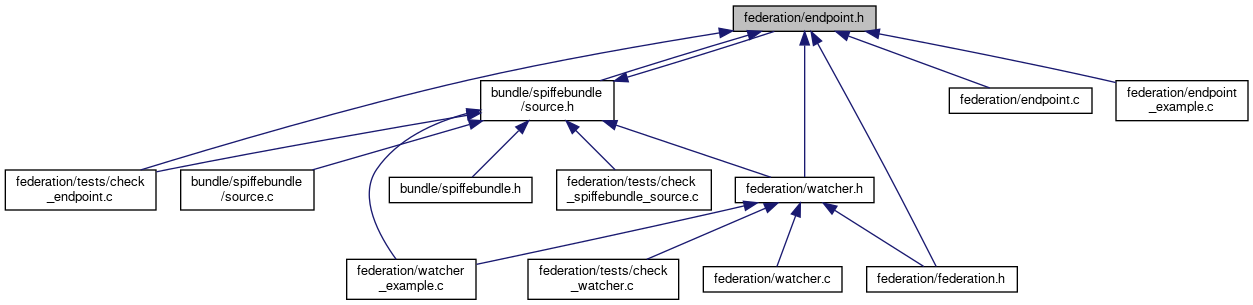 federation/endpoint.h
bundle/spiffebundle
/source.h
federation/endpoint.c
federation/endpoint
_example.c
federation/tests/check
_endpoint.c
bundle/spiffebundle
/source.c
bundle/spiffebundle.h
federation/tests/check
_spiffebundle_source.c
federation/watcher.h
federation/watcher
_example.c
federation/tests/check
_watcher.c
federation/watcher.c
federation/federation.h